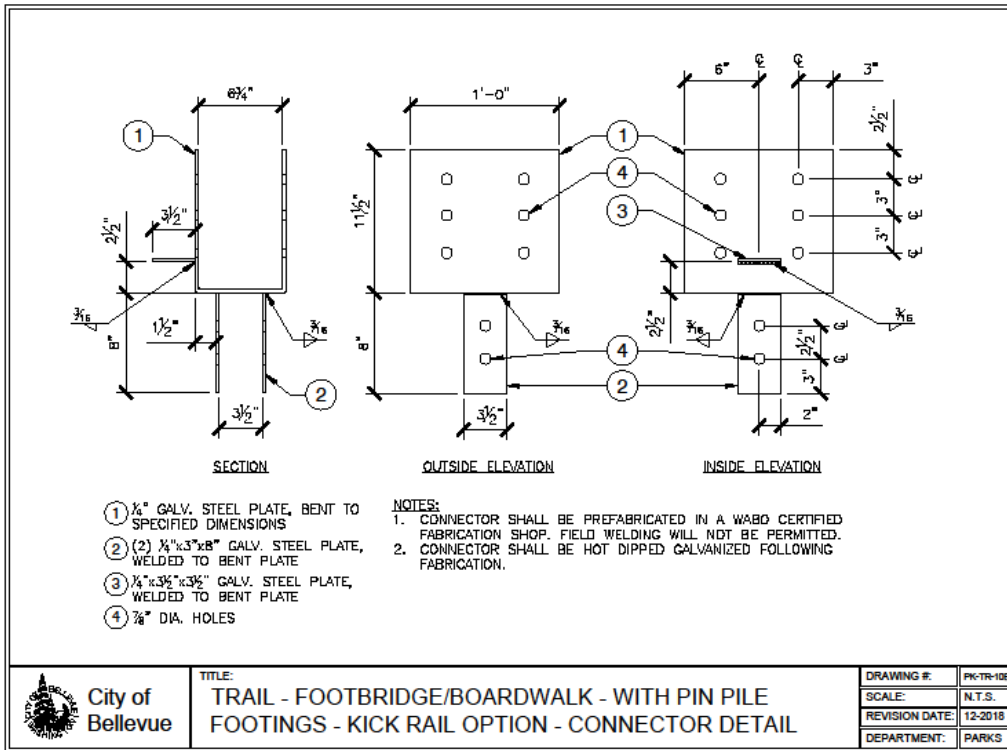 6¾"
1
3½"
2½"
3/16
1½"
3/16
8"
2
3½"
SECTION
1'-0"
1
4
3
11½"
8"
3/16
4
2
3½"
OUTSIDE ELEVATION
6"
℄
℄
3"
2½"
℄
3"
℄
3"
℄
2½"
3/16
3/16
℄
2½"
℄
3"
2"
INSIDE ELEVATION
1 ¼" GALV. STEEL PLATE, BENT TO
SPECIFIED DIMENSIONS
2 (2) ¼"x3"x8" GALV. STEEL PLATE,
WELDED TO BENT PLATE
3 ¼"x3½"x3½" GALV. STEEL PLATE,
WELDED TO BENT PLATE
4 ⅞" DIA. HOLES
NOTES:
1. CONNECTOR SHALL BE PREFABRICATED IN A WABO CERTIFIED
FABRICATION SHOP. FIELD WELDING WILL NOT BE PERMITTED.
2. CONNECTOR SHALL BE HOT DIPPED GALVANIZED FOLLOWING
FABRICATION.
City of
Bellevue
TITLE:
TRAIL - FOOTBRIDGE/BOARDWALK - WITH PIN PILE
FOOTINGS - KICK RAIL OPTION - CONNECTOR DETAIL
DRAWING #:
SCALE: N.T.S.
REVISION DATE: 12-2018
DEPARTMENT: PARKS